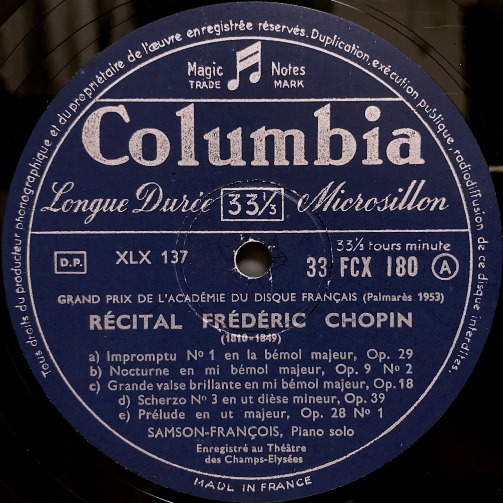 Tous droits du producteur phonographique et du propriétaire de l'œuvre enregistrée réservés. Duplication, exécution publique, radiodiffusion de ce disque interdites.
Magic Notes
TRADE MARK
Columbia
Longue Durée 33⅓ Microsillon
33⅓ tours minute
D.P. XLX 137 33 FCX 180 A
GRAND PRIX DE L'ACADÉMIE DU DISQUE FRANÇAIS (Palmarès 1953)
RÉCITAL FRÉDÉRIC CHOPIN
(1810-1849)
a) Impromptu Nº 1 en la bémol majeur, Op. 29
b) Nocturne en mi bémol majeur, Op. 9 Nº 2
c) Grande valse brillante en mi bémol majeur, Op. 18
d) Scherzo Nº 3 en ut dièse mineur, Op. 39
e) Prélude en ut majeur, Op. 28 Nº 1
SAMSON-FRANÇOIS, Piano solo
Enregistré au Théâtre
des Champs-Elysées
MADE IN FRANCE